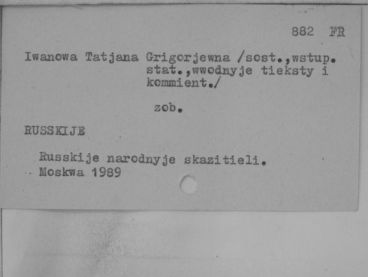 882 FR
Iwanowa Tatjana Grigorjewna /sost.,wstup.
stat.,wwodnyje tieksty i
kommient./
zob.
RUSSKIJE
Russkije narodnyje skazitieli.
Moskwa 1989